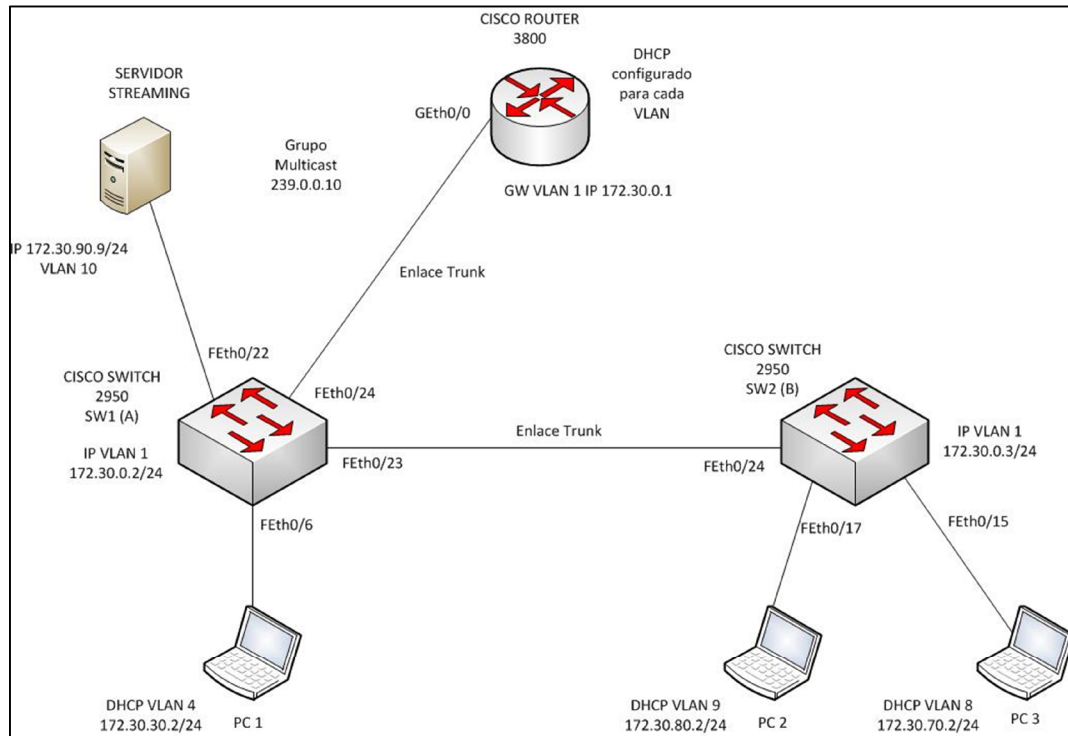 CISCO ROUTER
3800
DHCP
configurado
para cada
VLAN
SERVIDOR
STREAMING
GEth0/0
Grupo
Multicast
239.0.0.10
GW VLAN 1 IP 172.30.0.1
IP 172.30.90.9/24
VLAN 10
Enlace Trunk
FEth0/22
CISCO SWITCH
2950
SW1 (A)
FEth0/24
IP VLAN 1
172.30.0.2/24
FEth0/23
Enlace Trunk
CISCO SWITCH
2950
SW2 (B)
FEth0/24
IP VLAN 1
172.30.0.3/24
FEth0/6
FEth0/17
FEth0/15
DHCP VLAN 4
172.30.30.2/24
PC 1
DHCP VLAN 9
172.30.80.2/24
PC 2
DHCP VLAN 8
172.30.70.2/24
PC 3